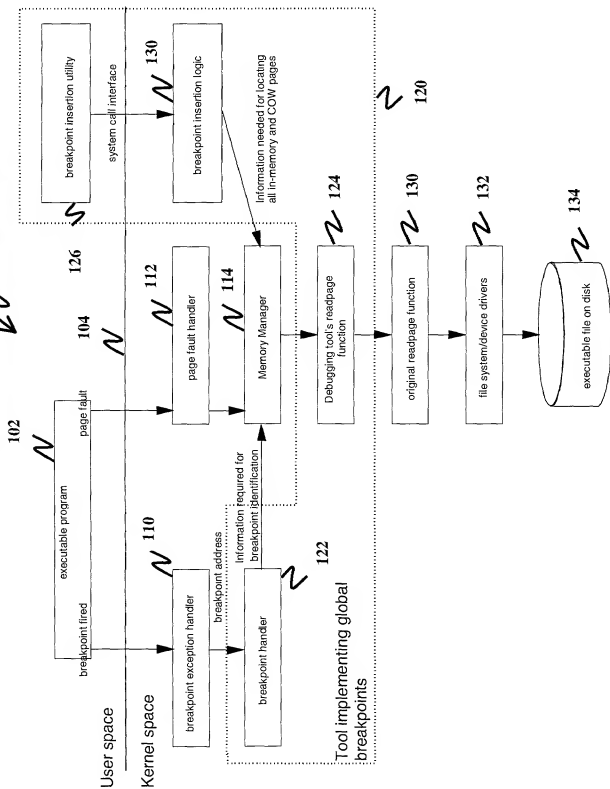 102
executable program
breakpoint fired
page fault
104
126
breakpoint insertion utility
User space
system call interface
Kernel space
110
breakpoint exception handler
112
page fault handler
130
breakpoint insertion logic
breakpoint address
114
Information needed for locating
all in-memory and COW pages
breakpoint handler
Information required for
breakpoint identification
Memory Manager
122
Tool implementing global
breakpoints
Debugging tool's readpage
function
124
120
original readpage function
130
file system/device drivers
132
executable file on disk
134